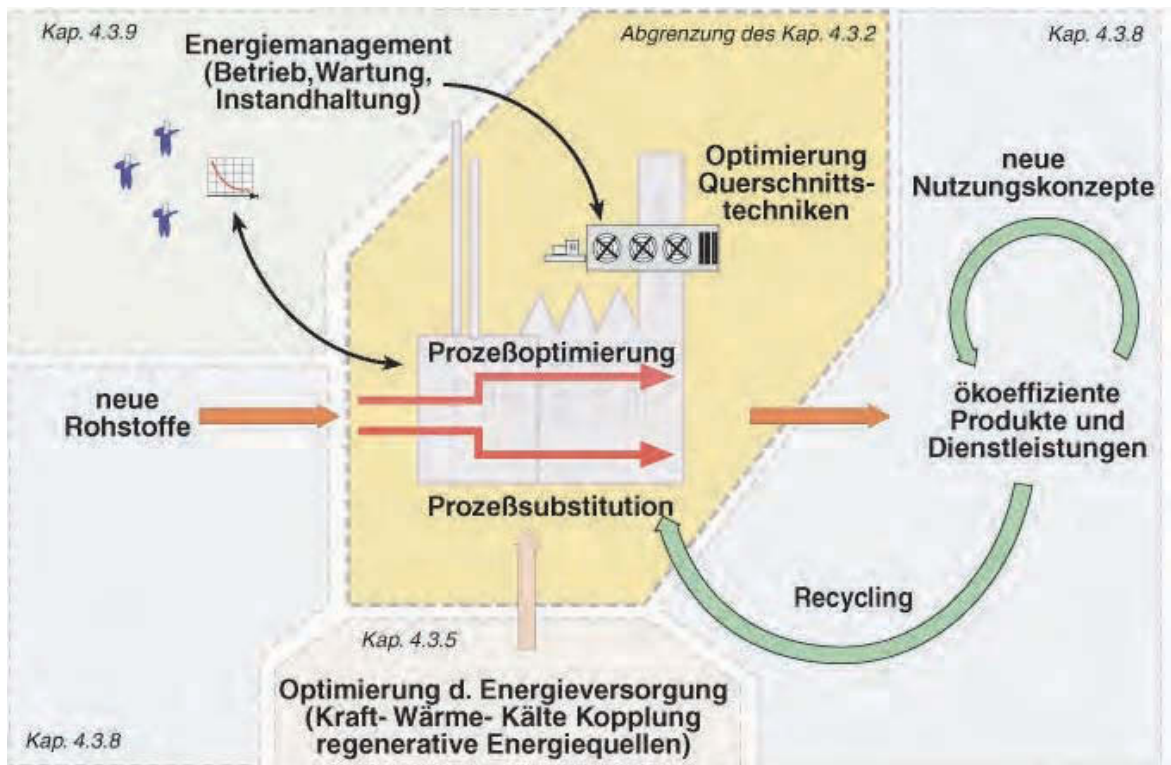 Kap. 4.3.9
Energiemanagement
(Betrieb,Wartung,
Instandhaltung)
Abgrenzung des Kap. 4.3.2
Kap. 4.3.8
Optimierung
Querschnitts-
techniken
neue
Nutzungskonzepte
Prozeßoptimierung
neue
Rohstoffe
ökoeffiziente
Produkte und
Dienstleistungen
Prozeßsubstitution
Recycling
Kap. 4.3.5
Optimierung d. Energieversorgung
(Kraft- Wärme- Kälte Kopplung
regenerative Energiequellen)
Kap. 4.3.8